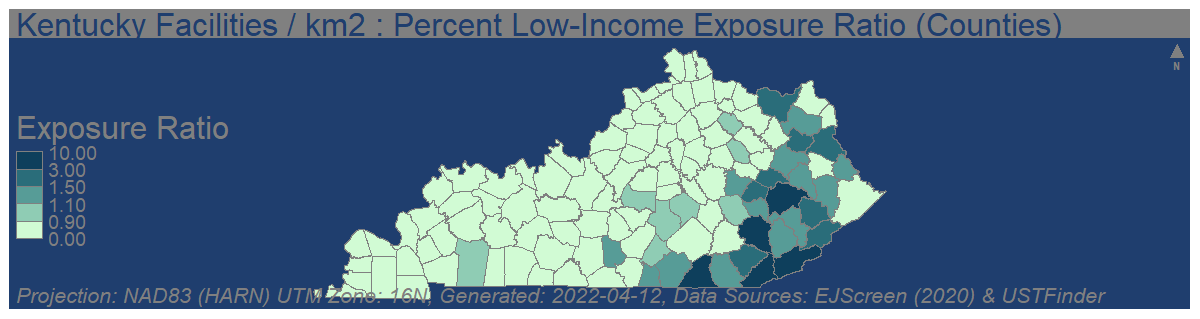 Kentucky Facilities / km2 : Percent Low-Income Exposure Ratio (Counties)
N
Exposure Ratio
10.00
3.00
1.50
1.10
0.90
0.00
Projection: NAD83 (HARN) UTM Zone: 16N, Generated: 2022-04-12, Data Sources: EJScreen (2020) & USTFinder